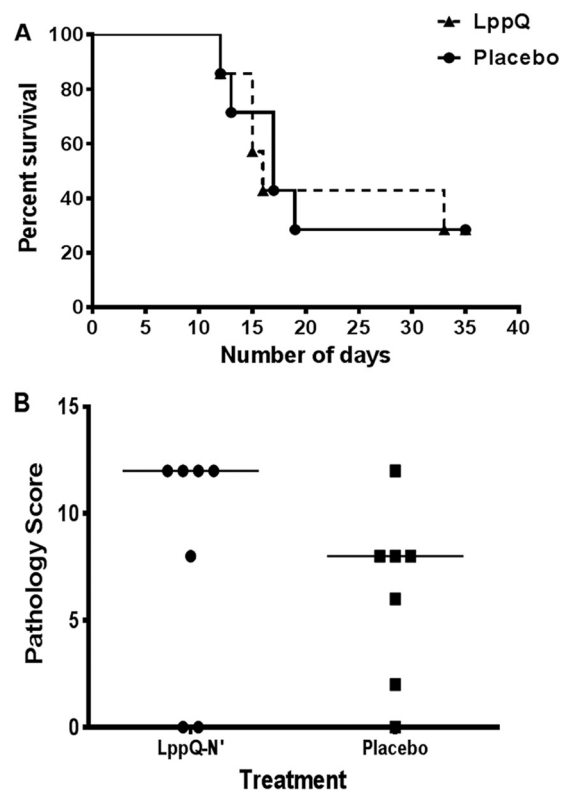 A
LppQ
Placebo
100
80
60
40
20
0
Percent survival
0 5 10 15 20 25 30 35 40
Number of days
B
15
10
5
0
Pathology Score
LppQ-N' Placebo
Treatment